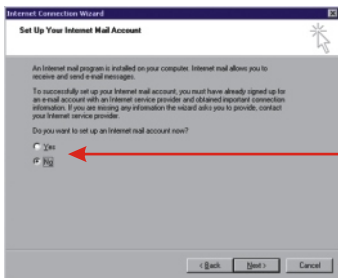 Internet Connection Wizard
Set Up Your Internet Mail Account
An Internet mail program is installed on your computer. Internet mail allows you to
receive and send e-mail messages.
To successfully set up your Internet mail account, you must have already signed up for
an e-mail account with an Internet service provider and obtained important connection
information. If you are missing any information the wizard asks you to provide, contact
your Internet service provider.
Do you want to set up an Internet mail account now?
Yes
No
< Back Next > Cancel